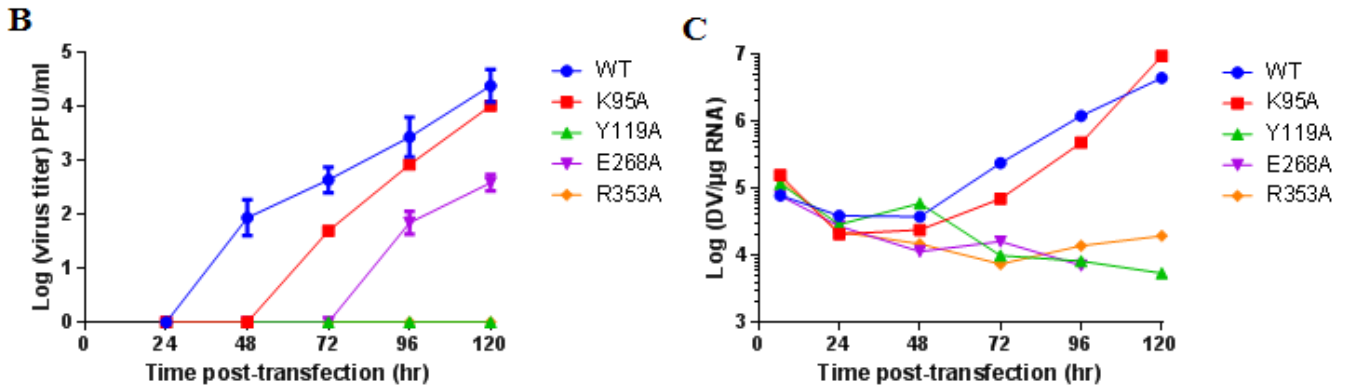 B
Log (virus titer) PFU/ml
5
4
3
2
1
0
0 24 48 72 96 120
Time post-transfection (hr)
WT
K95A
Y119A
E268A
R353A
C
Log (DV/µg RNA)
7
6
5
4
3
0 24 48 72 96 120
Time post-transfection (hr)
WT
K95A
Y119A
E268A
R353A